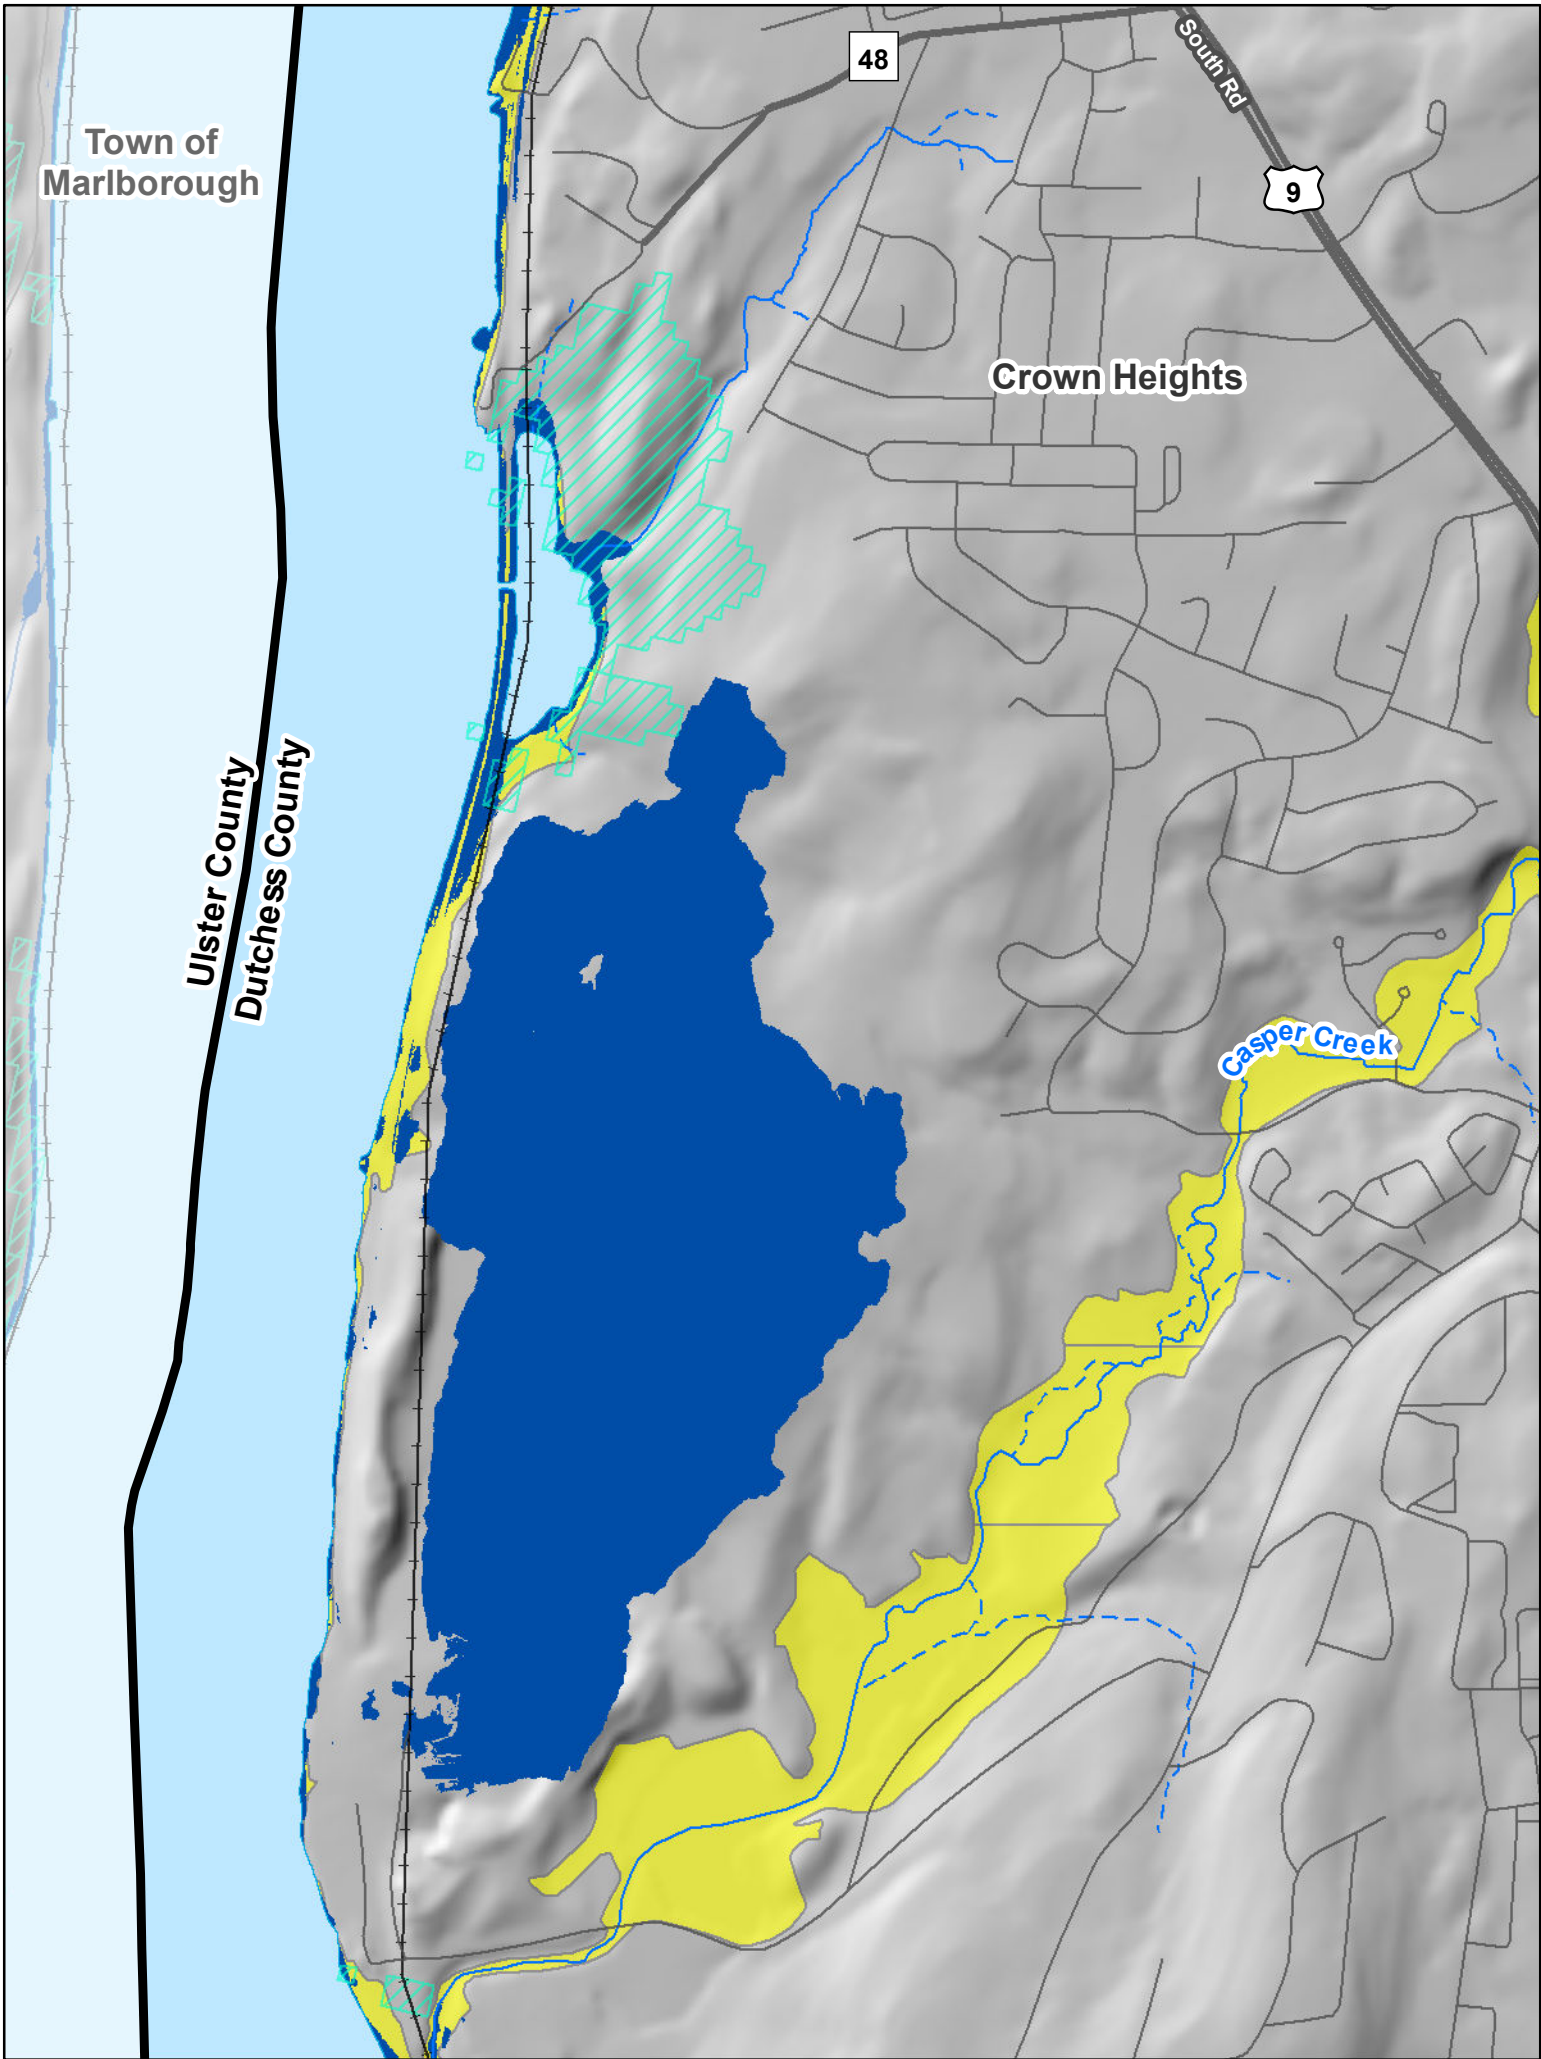 48
South Rd
Town of
Marlborough
9
Crown Heights
Ulster County
Dutchess County
Casper Creek